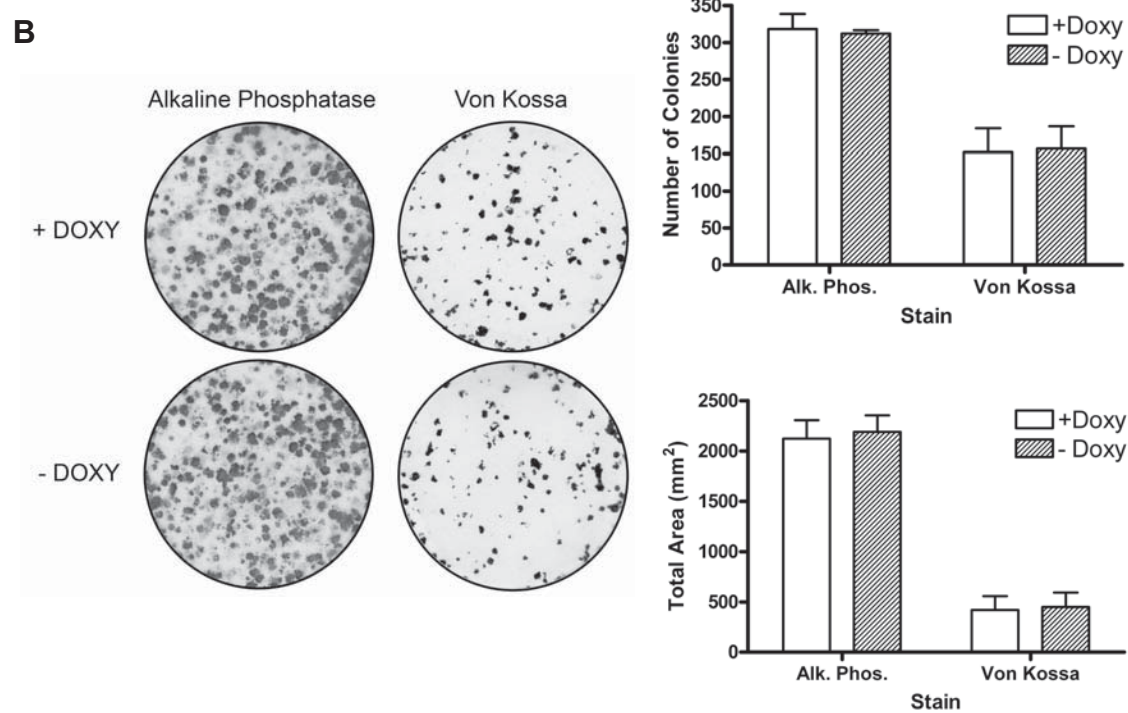 B
Alkaline Phosphatase
Von Kossa
+ DOXY
- DOXY
350
300
250
200
150
100
50
0
Number of Colonies
+Doxy
- Doxy
Alk. Phos.
Von Kossa
Stain
2500
2000
1500
1000
500
0
Total Area (mm²)
+Doxy
- Doxy
Alk. Phos.
Von Kossa
Stain